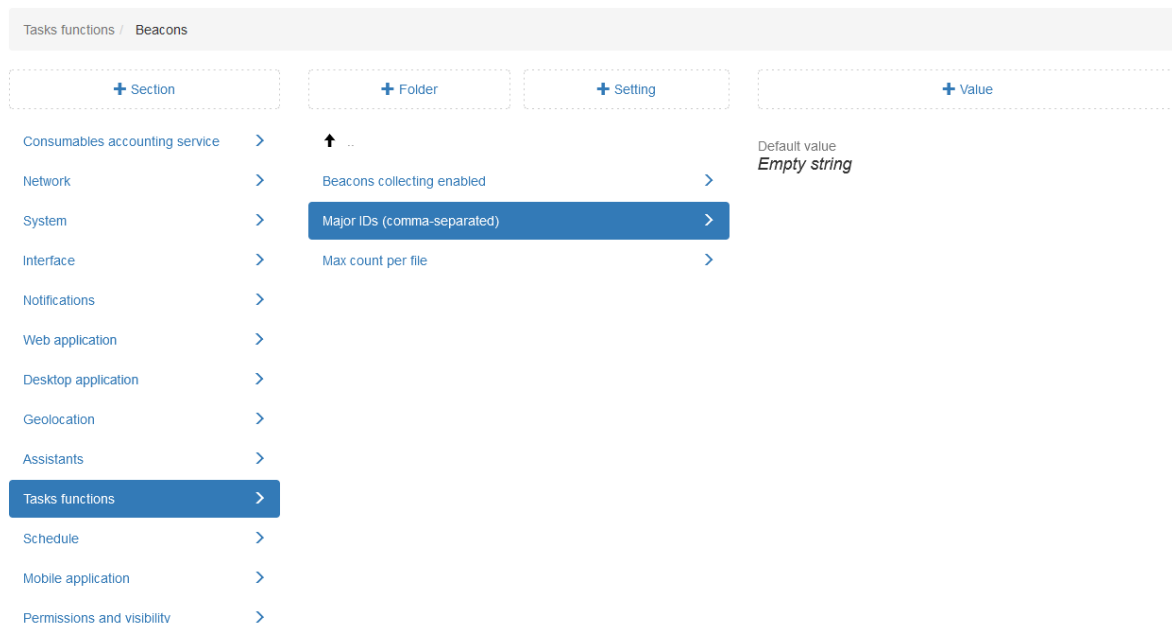 Tasks functions / Beacons
+ Section
+ Folder
+ Setting
+ Value
Consumables accounting service
Network
System
Interface
Notifications
Web application
Desktop application
Geolocation
Assistants
Tasks functions
Schedule
Mobile application
Permissions and visibility
..
Beacons collecting enabled
Major IDs (comma-separated)
Max count per file
Default value
Empty string